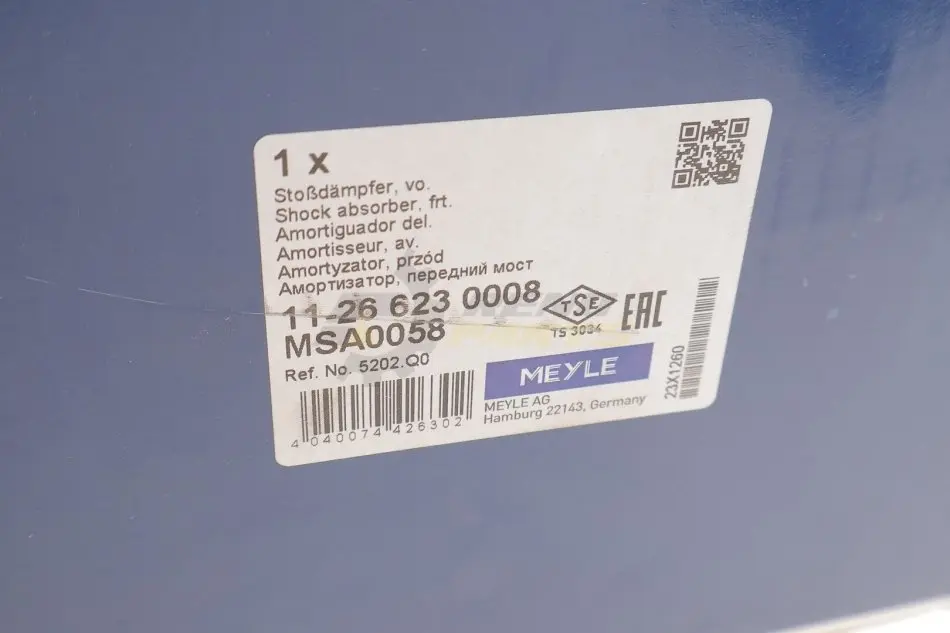 1 x
Stoßdämpfer, vo.
Shock absorber, frt.
Amortiguador del.
Amortisseur, av.
Amortyzator, przód
Амортизатор, передний мост
11-26 623 0008
MSA0058
Ref. No. 5202.Q0
TSE
TS 3034
EAC
MEYLE
MEYLE AG
Hamburg 22143, Germany
4 040074 426302
23X1260